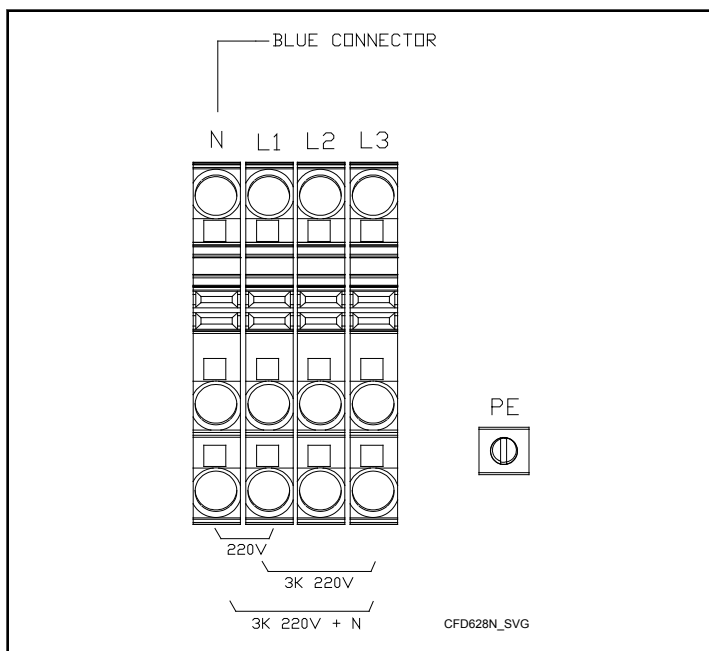 BLUE CONNECTOR
N L1 L2 L3
PE
220V
3K 220V
3K 220V + N
CFD628N_SVG